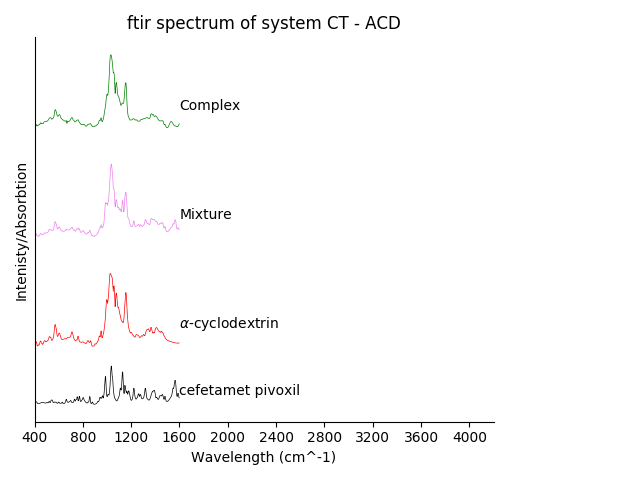 ftir spectrum of system CT - ACD
Intenisty/Absorbtion
Complex
Mixture
α-cyclodextrin
cefetamet pivoxil
400 800 1200 1600 2000 2400 2800 3200 3600 4000
Wavelength (cm^-1)